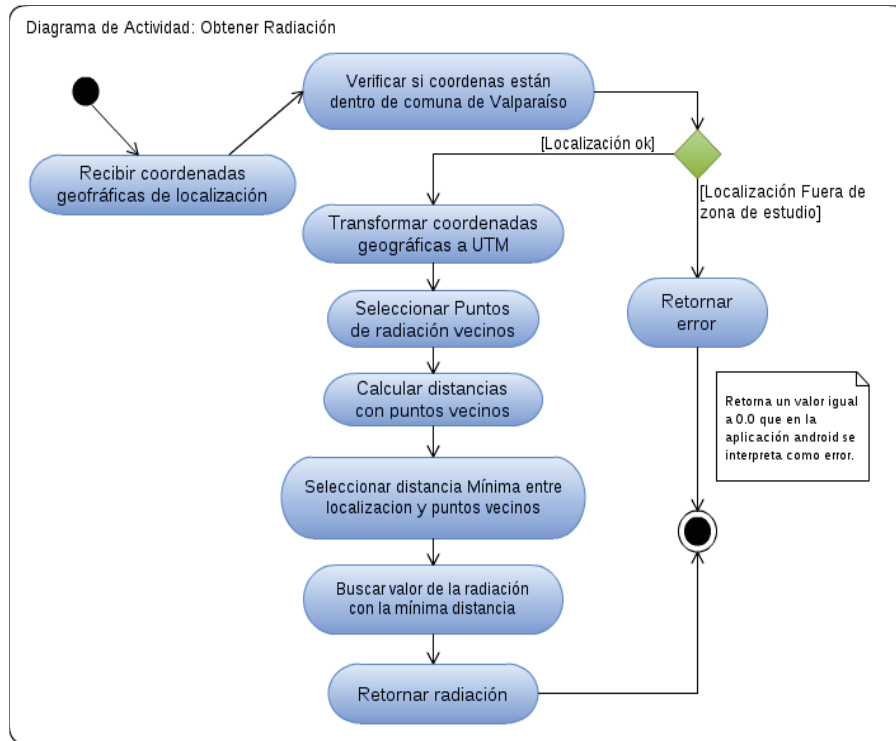 Diagrama de Actividad: Obtener Radiación
Verificar si coordenas están
dentro de comuna de Valparaíso
Recibir coordenadas
geofráficas de localización
[Localización ok]
[Localización Fuera de
zona de estudio]
Transformar coordenadas
geográficas a UTM
Seleccionar Puntos
de radiación vecinos
Retornar
error
Calcular distancias
con puntos vecinos
Retorna un valor igual
a 0.0 que en la
aplicación android se
interpreta como error.
Seleccionar distancia Mínima entre
localizacion y puntos vecinos
Buscar valor de la radiación
con la mínima distancia
Retornar radiación